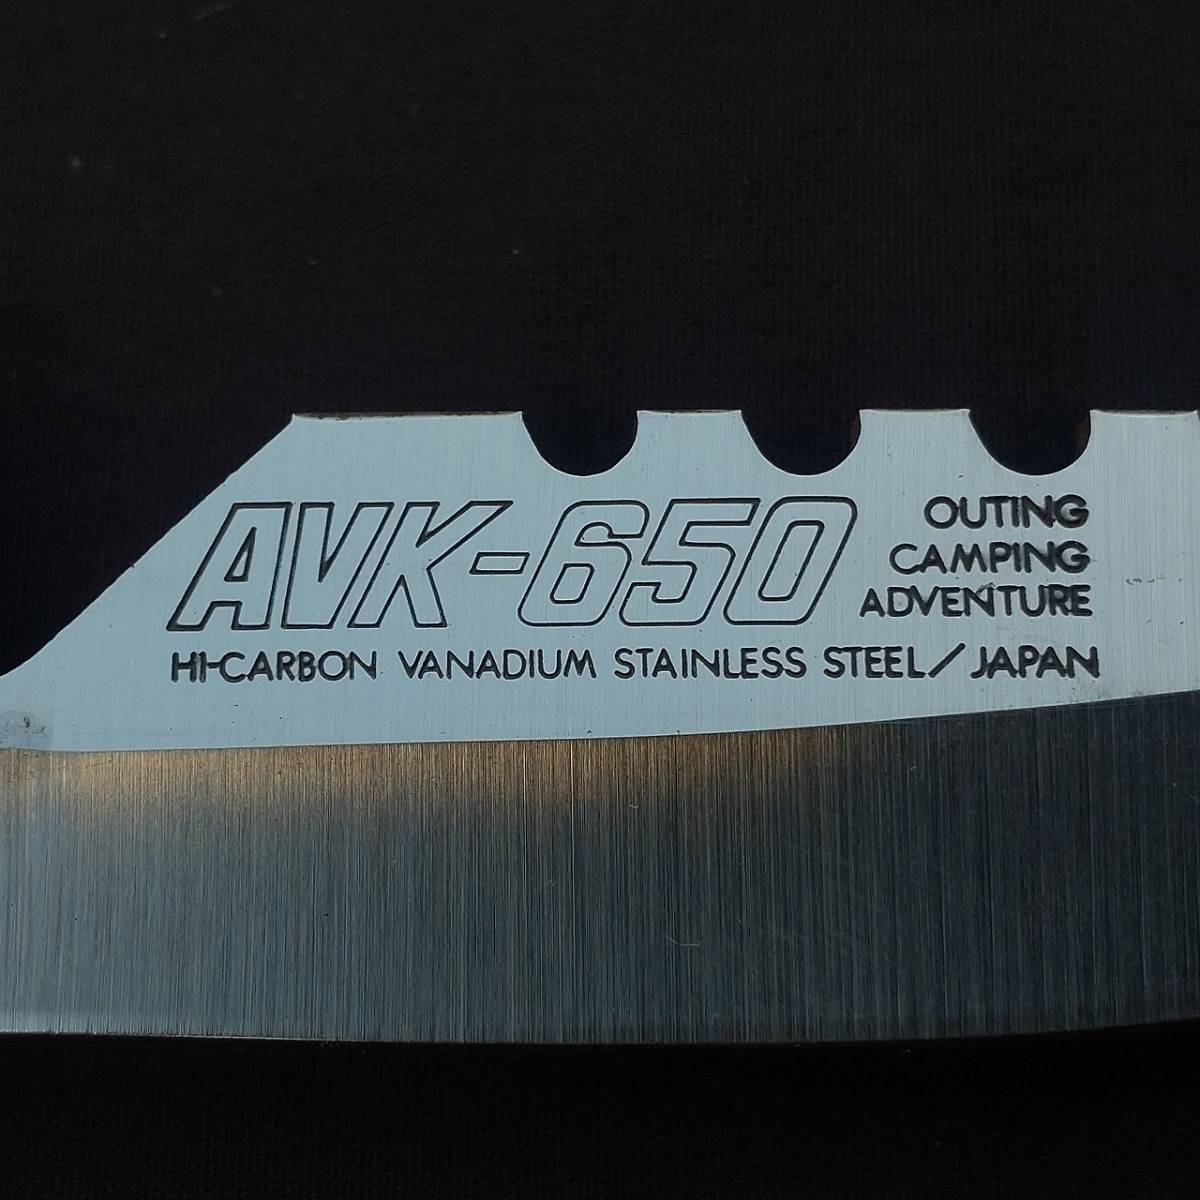 AVK-650
OUTING
CAMPING
ADVENTURE
HI-CARBON VANADIUM STAINLESS STEEL/JAPAN